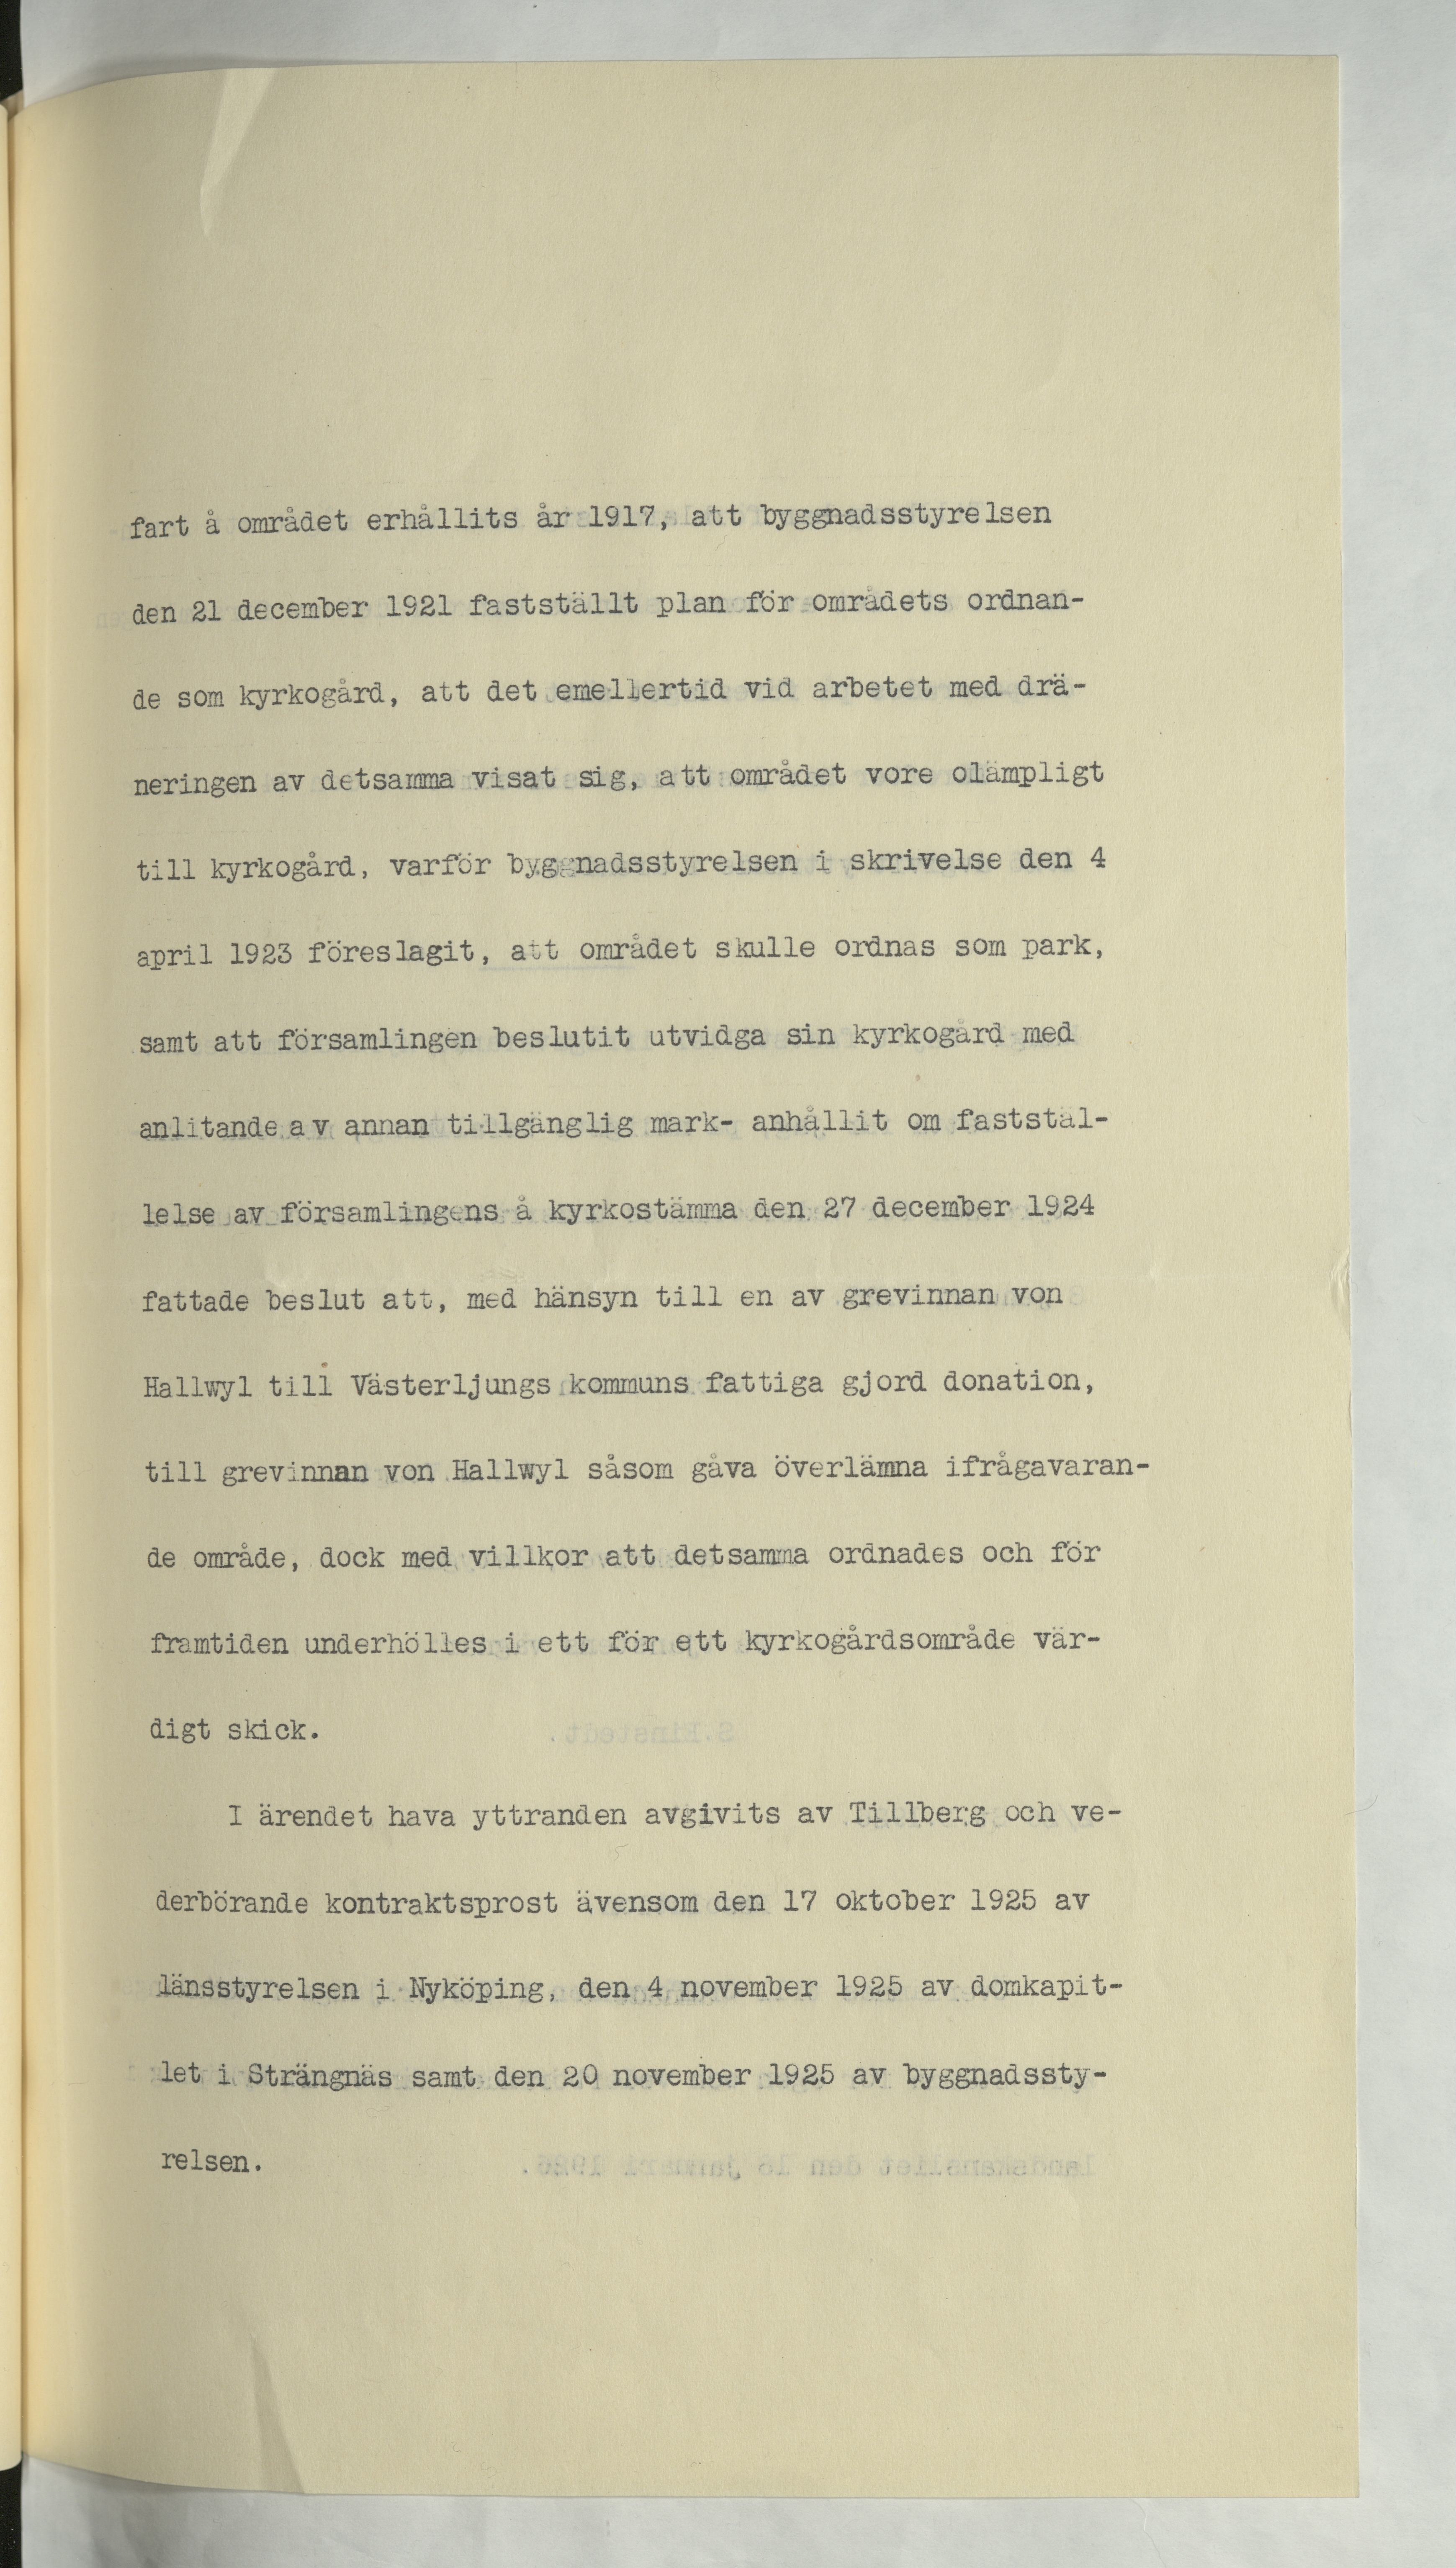 fart å området erhållits år 1917, att byggnadsstyrelsen
den 21 december 1921 fastställt plan för områdets ordnan-
de som kyrkogård, att det emellertid vid arbetet med drä-
neringen av detsamma visat sig, att området vore olämpligt
till kyrkogård, varför byggnadsstyrelsen i skrivelse den 4
april 1923 föreslagit, att området skulle ordnas som park,
samt att församlingen beslutit utvidga sin kyrkogård med
anlitande av annan tillgänglig mark- anhållit om faststäl-
lelse av församlingens å kyrkostämma den 27 december 1924
fattade beslut att, med hänsyn till en av grevinnan von
Hallwyl till Västerljungs kommuns fattiga gjord donation,
till grevinnan von Hallwyl såsom gåva överlämna ifrågavaran-
de område, dock med villkor att detsamma ordnades och för
framtiden underhölles i ett för ett kyrkogårdsområde vär-
digt skick.
I ärendet hava yttranden avgivits av Tillberg och ve-
derbörande kontraktsprost ävensom den 17 oktober 1925 av
länsstyrelsen i Nyköping, den 4 november 1925 av domkapit-
let i Strängnäs samt den 20 november 1925 av byggnadssty-
relsen.